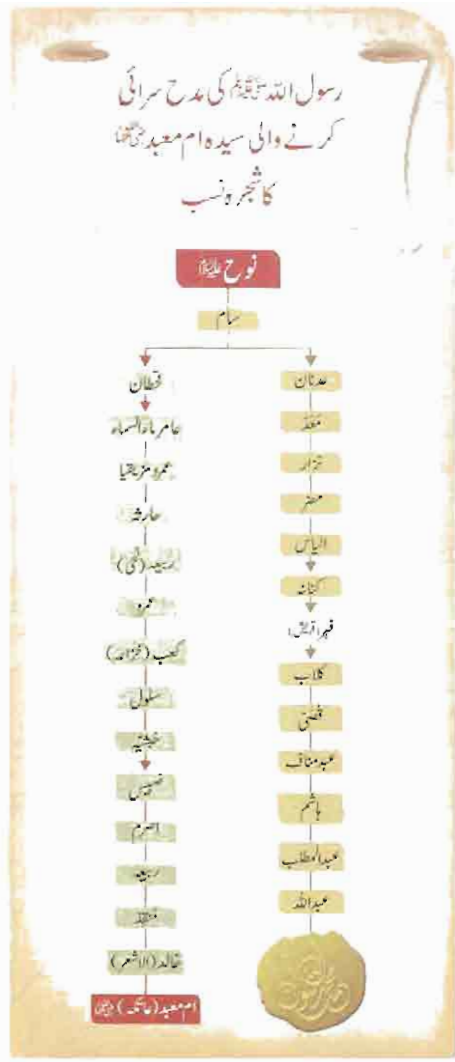 رسول اللہ ﷺ کی مدح سرائی
کرنے والی سیدہ ام معبد رضی اللہ عنہا
کا شجرہ نسب
نوح علیہ السلام
سام
عدنان
معد
نزار
مضر
الیاس
کنانہ
فہر (قریش)
کلاب
قصی
عبد مناف
ہاشم
عبدالمطلب
عبداللہ
قحطان
عامر ماء السماء
عمرو مزیقیا
حارثہ
ربیعہ (لحی)
عمرو
کعب (خزاعہ)
سلول
حبشیہ
ضبیس
اصرم
ربیعہ
منقذ
خالد (الاشعر)
ام معبد (عاتکہ) رضی اللہ عنہا